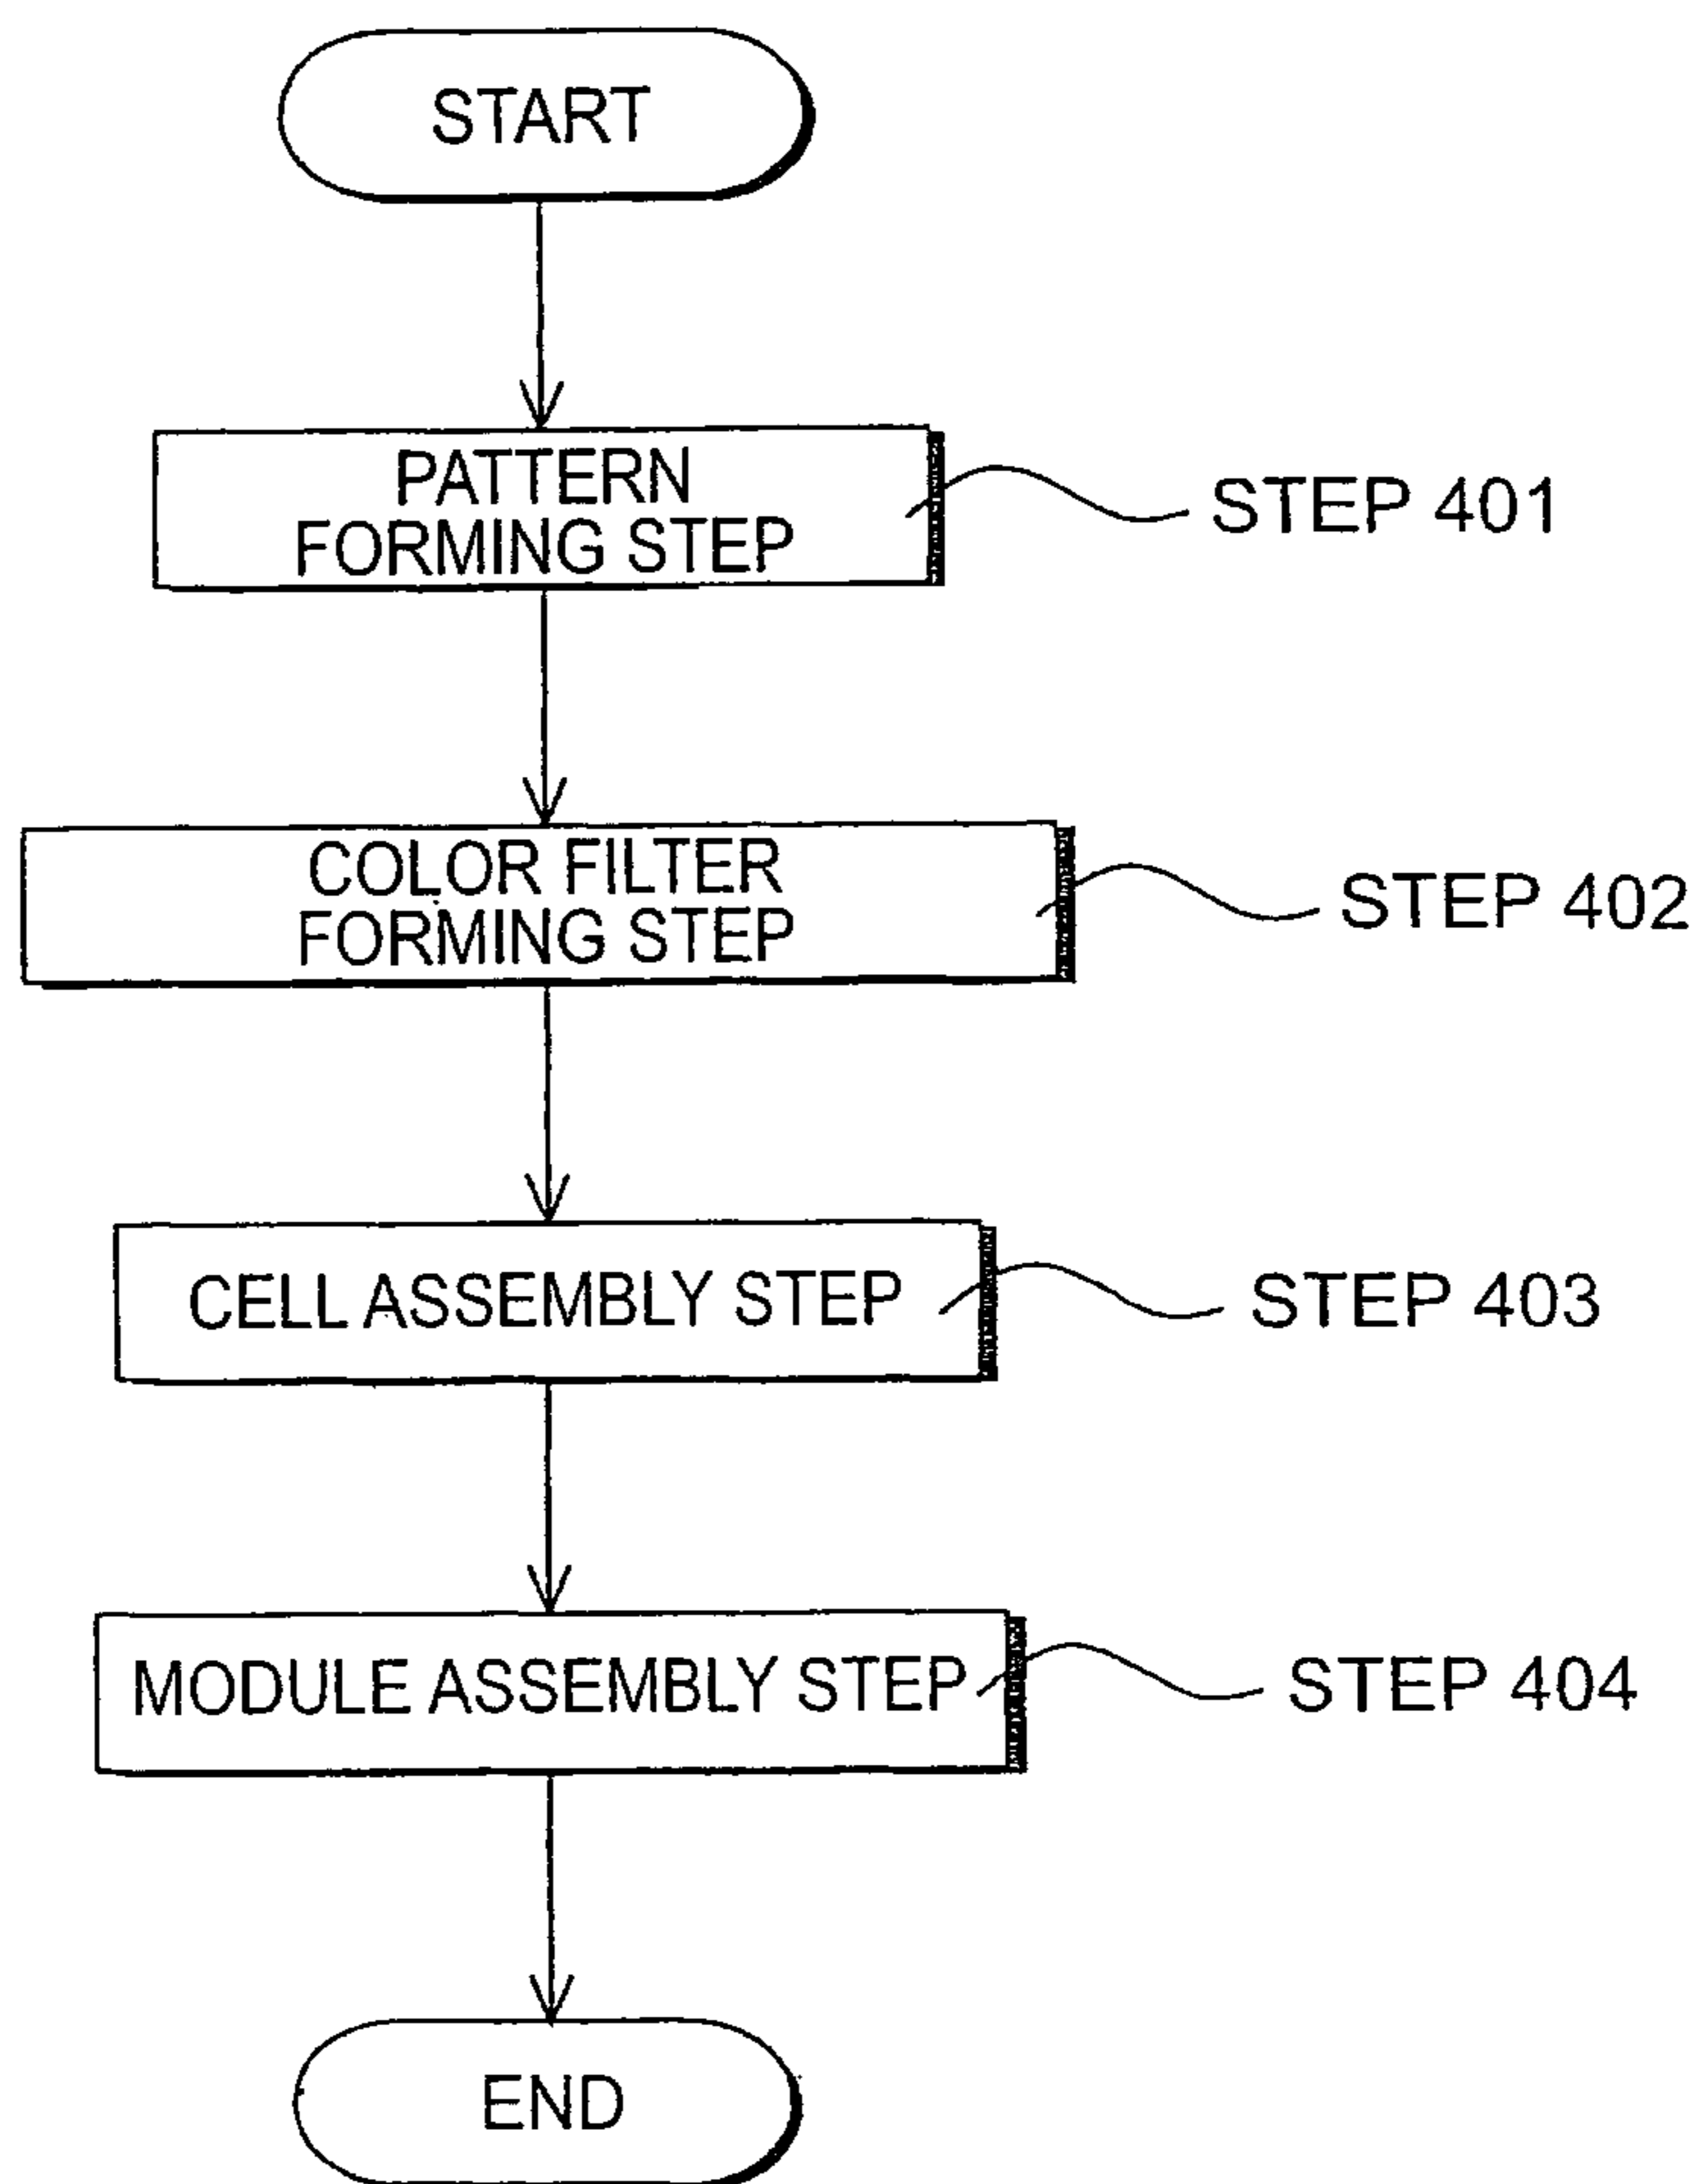 START
PATTERN
FORMING STEP
STEP 401
COLOR FILTER
FORMING STEP
STEP 402
CELL ASSEMBLY STEP
STEP 403
MODULE ASSEMBLY STEP
STEP 404
END